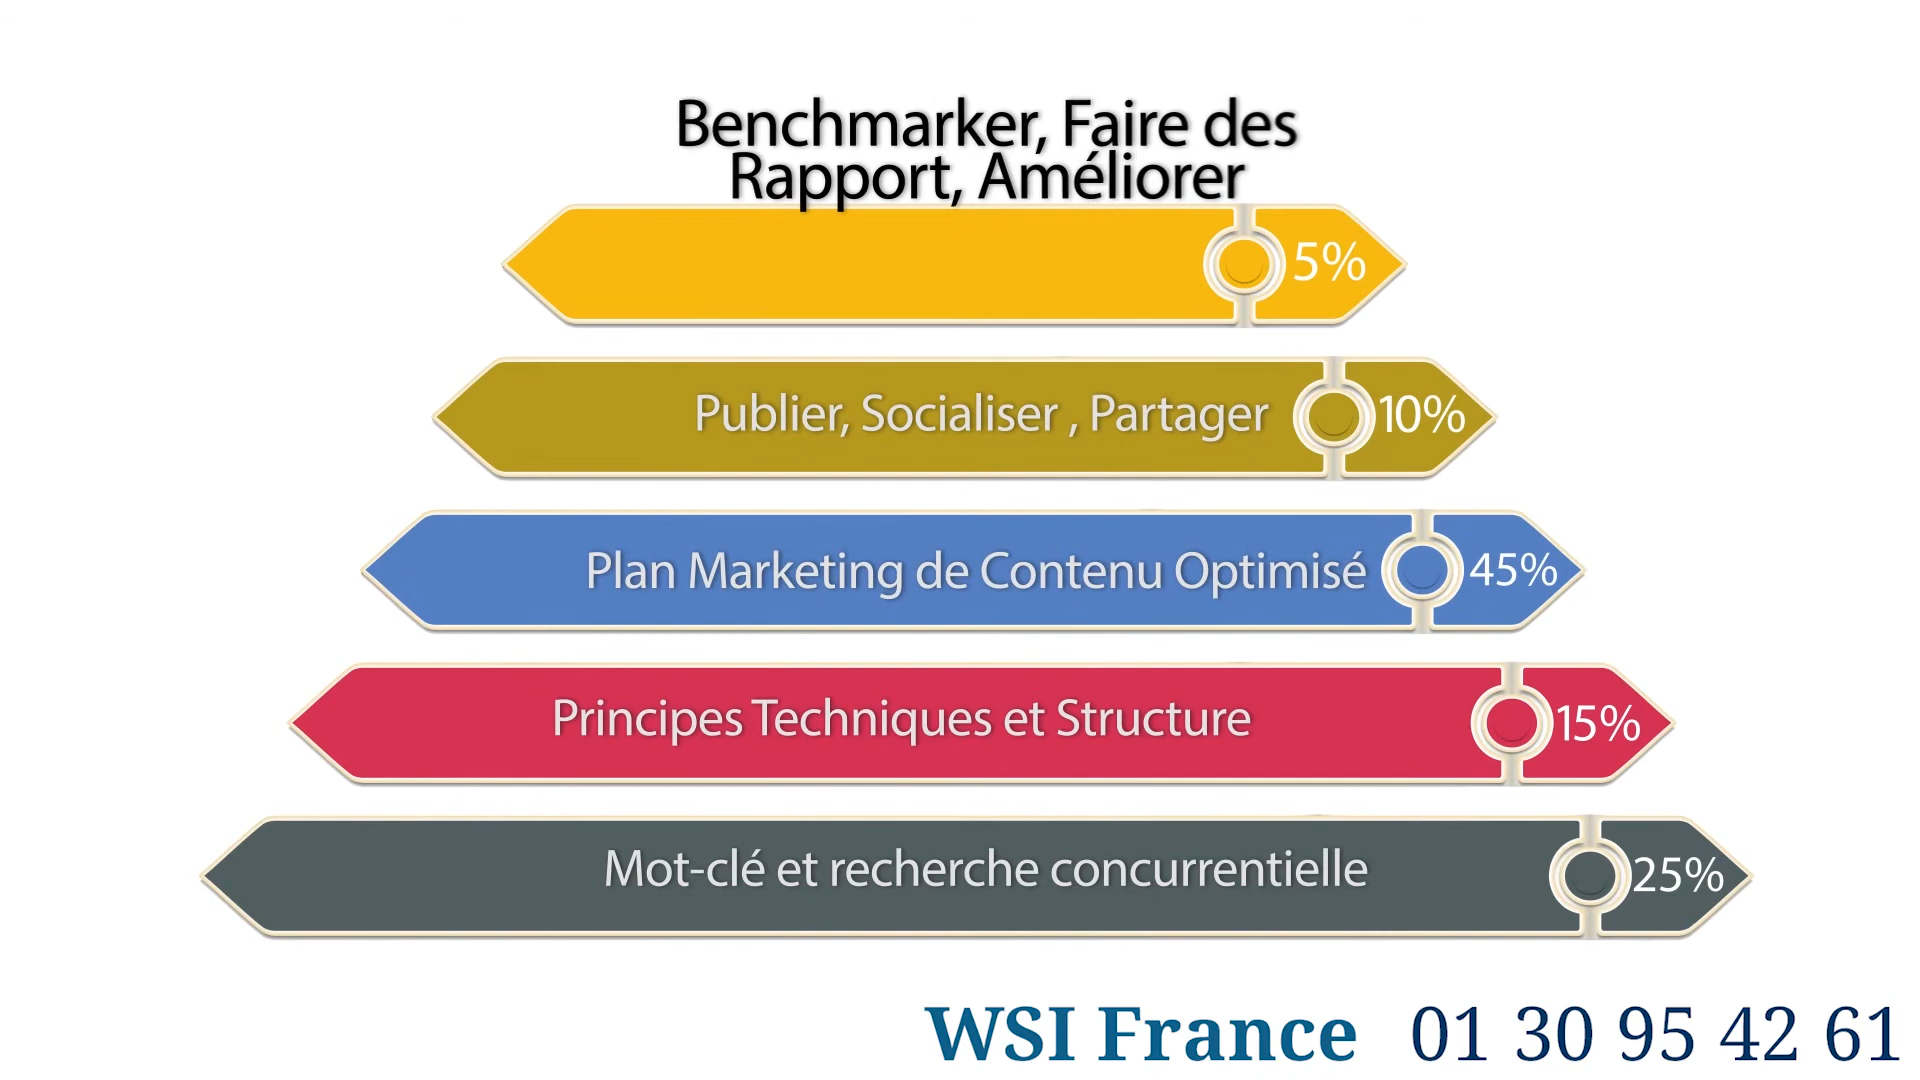 Benchmarker, Faire des
Rapport, Améliorer
5%
Publier, Socialiser , Partager 10%
Plan Marketing de Contenu Optimisé 45%
Principes Techniques et Structure 15%
Mot-clé et recherche concurrentielle 25%
WSI France 01 30 95 42 61